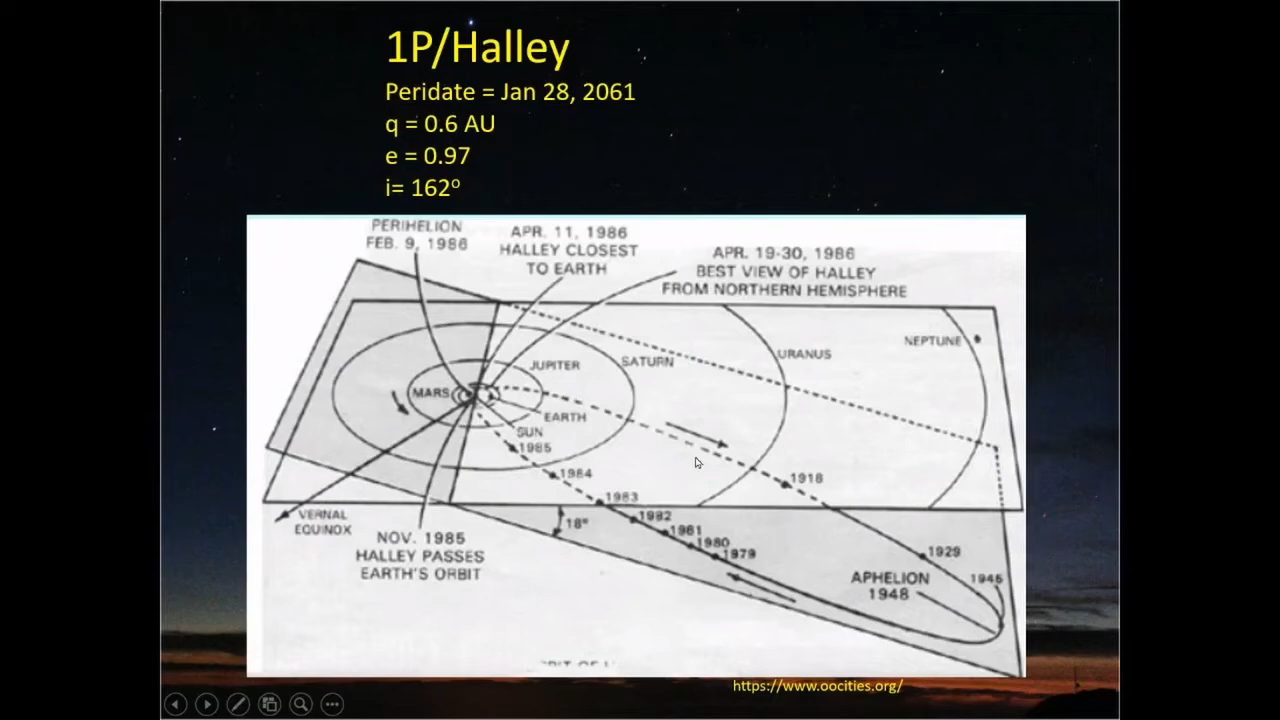 1P/Halley
Peridate = Jan 28, 2061
q = 0.6 AU
e = 0.97
i= 162º
PERIHELION
FEB. 9, 1986
APR. 11, 1986
HALLEY CLOSEST
TO EARTH
APR. 19-30, 1986
BEST VIEW OF HALLEY
FROM NORTHERN HEMISPHERE
NEPTUNE
URANUS
SATURN
JUPITER
MARS
EARTH
SUN
1985
1984
1983
1982
1981
1980
1979
1918
1929
1945
18°
VERNAL
EQUINOX
NOV. 1985
HALLEY PASSES
EARTH'S ORBIT
APHELION
1948
https://www.oocities.org/